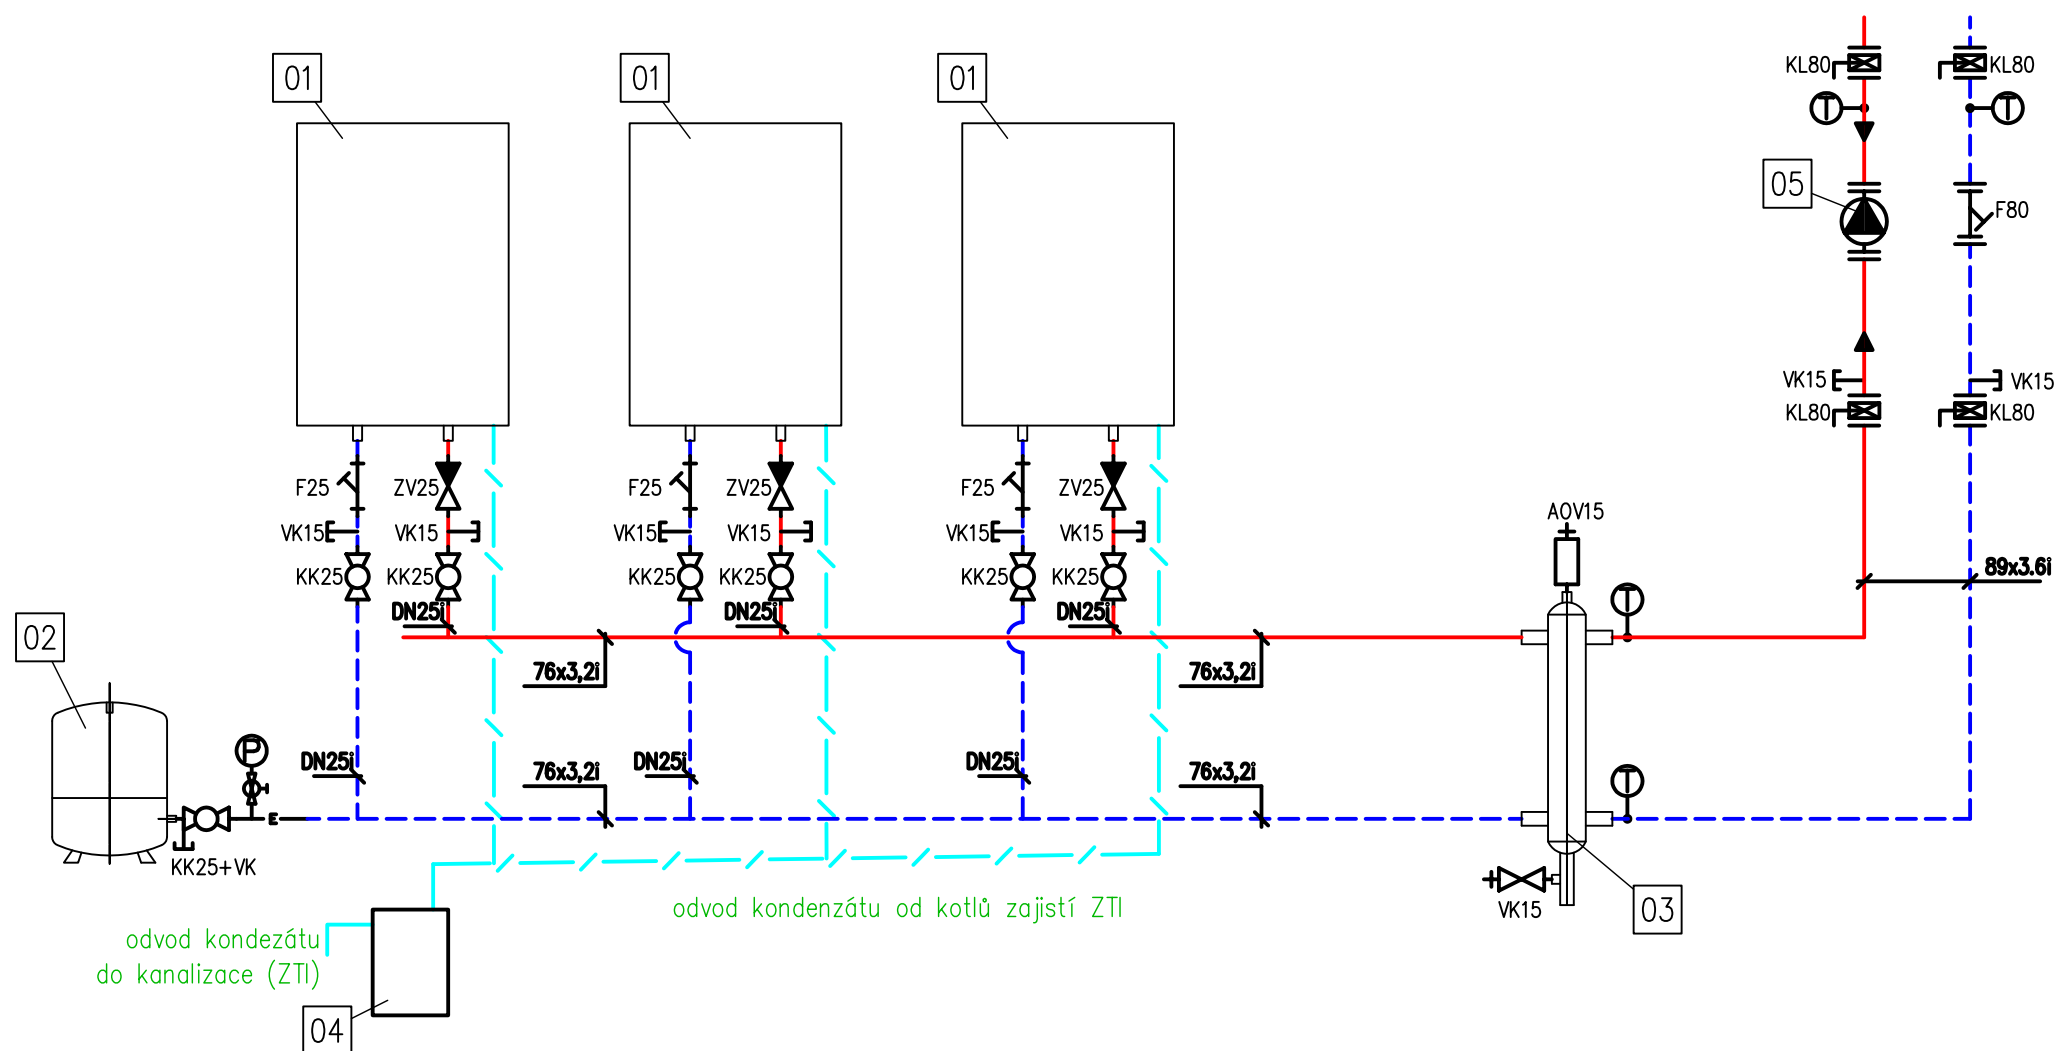 01 01 01
KL80 KL80
T T
05
F80
VK15 VK15
KL80 KL80
F25 ZV25 F25 ZV25 F25 ZV25
VK15 VK15 VK15 VK15 VK15 VK15
AOV15
KK25 KK25 KK25 KK25 KK25 KK25
89x3.6i
DN25i DN25i DN25i
T
02
76x3,2i 76x3,2i
P
DN25i DN25i DN25i
76x3,2i 76x3,2i
T
E
KK25+VK
odvod kondenzátu od kotlů zajistí ZTI
VK15
03
odvod kondezátu
do kanalizace (ZTI)
04